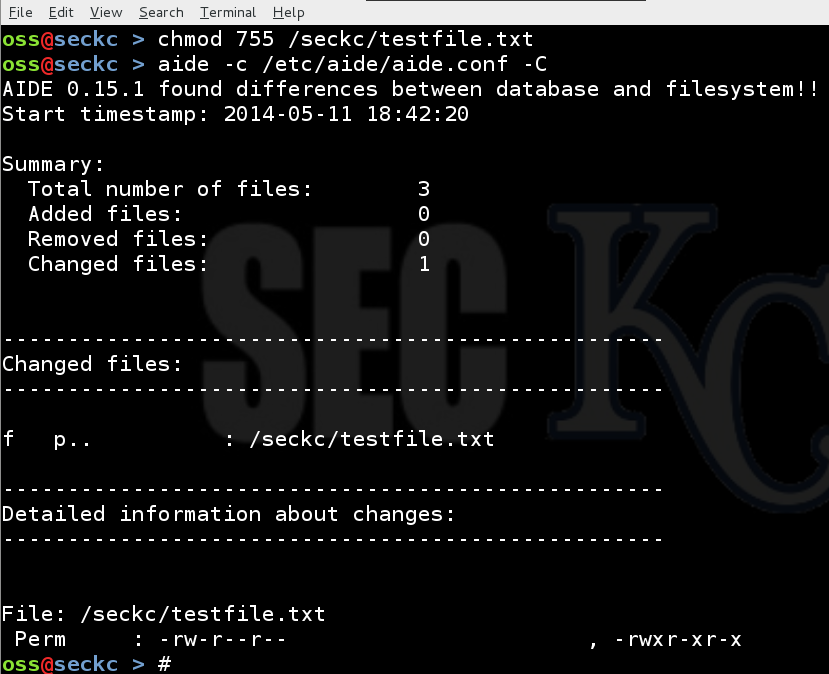 File Edit View Search Terminal Help
oss@seckc > chmod 755 /seckc/testfile.txt
oss@seckc > aide -c /etc/aide/aide.conf -C
AIDE 0.15.1 found differences between database and filesystem!!
Start timestamp: 2014-05-11 18:42:20
Summary:
  Total number of files:        3
  Added files:                  0
  Removed files:                0
  Changed files:                1
SEC KC
---------------------------------------------------
Changed files:
---------------------------------------------------
f   p..          : /seckc/testfile.txt
---------------------------------------------------
Detailed information about changes:
---------------------------------------------------
File: /seckc/testfile.txt
 Perm     : -rw-r--r--                       , -rwxr-xr-x
oss@seckc > #